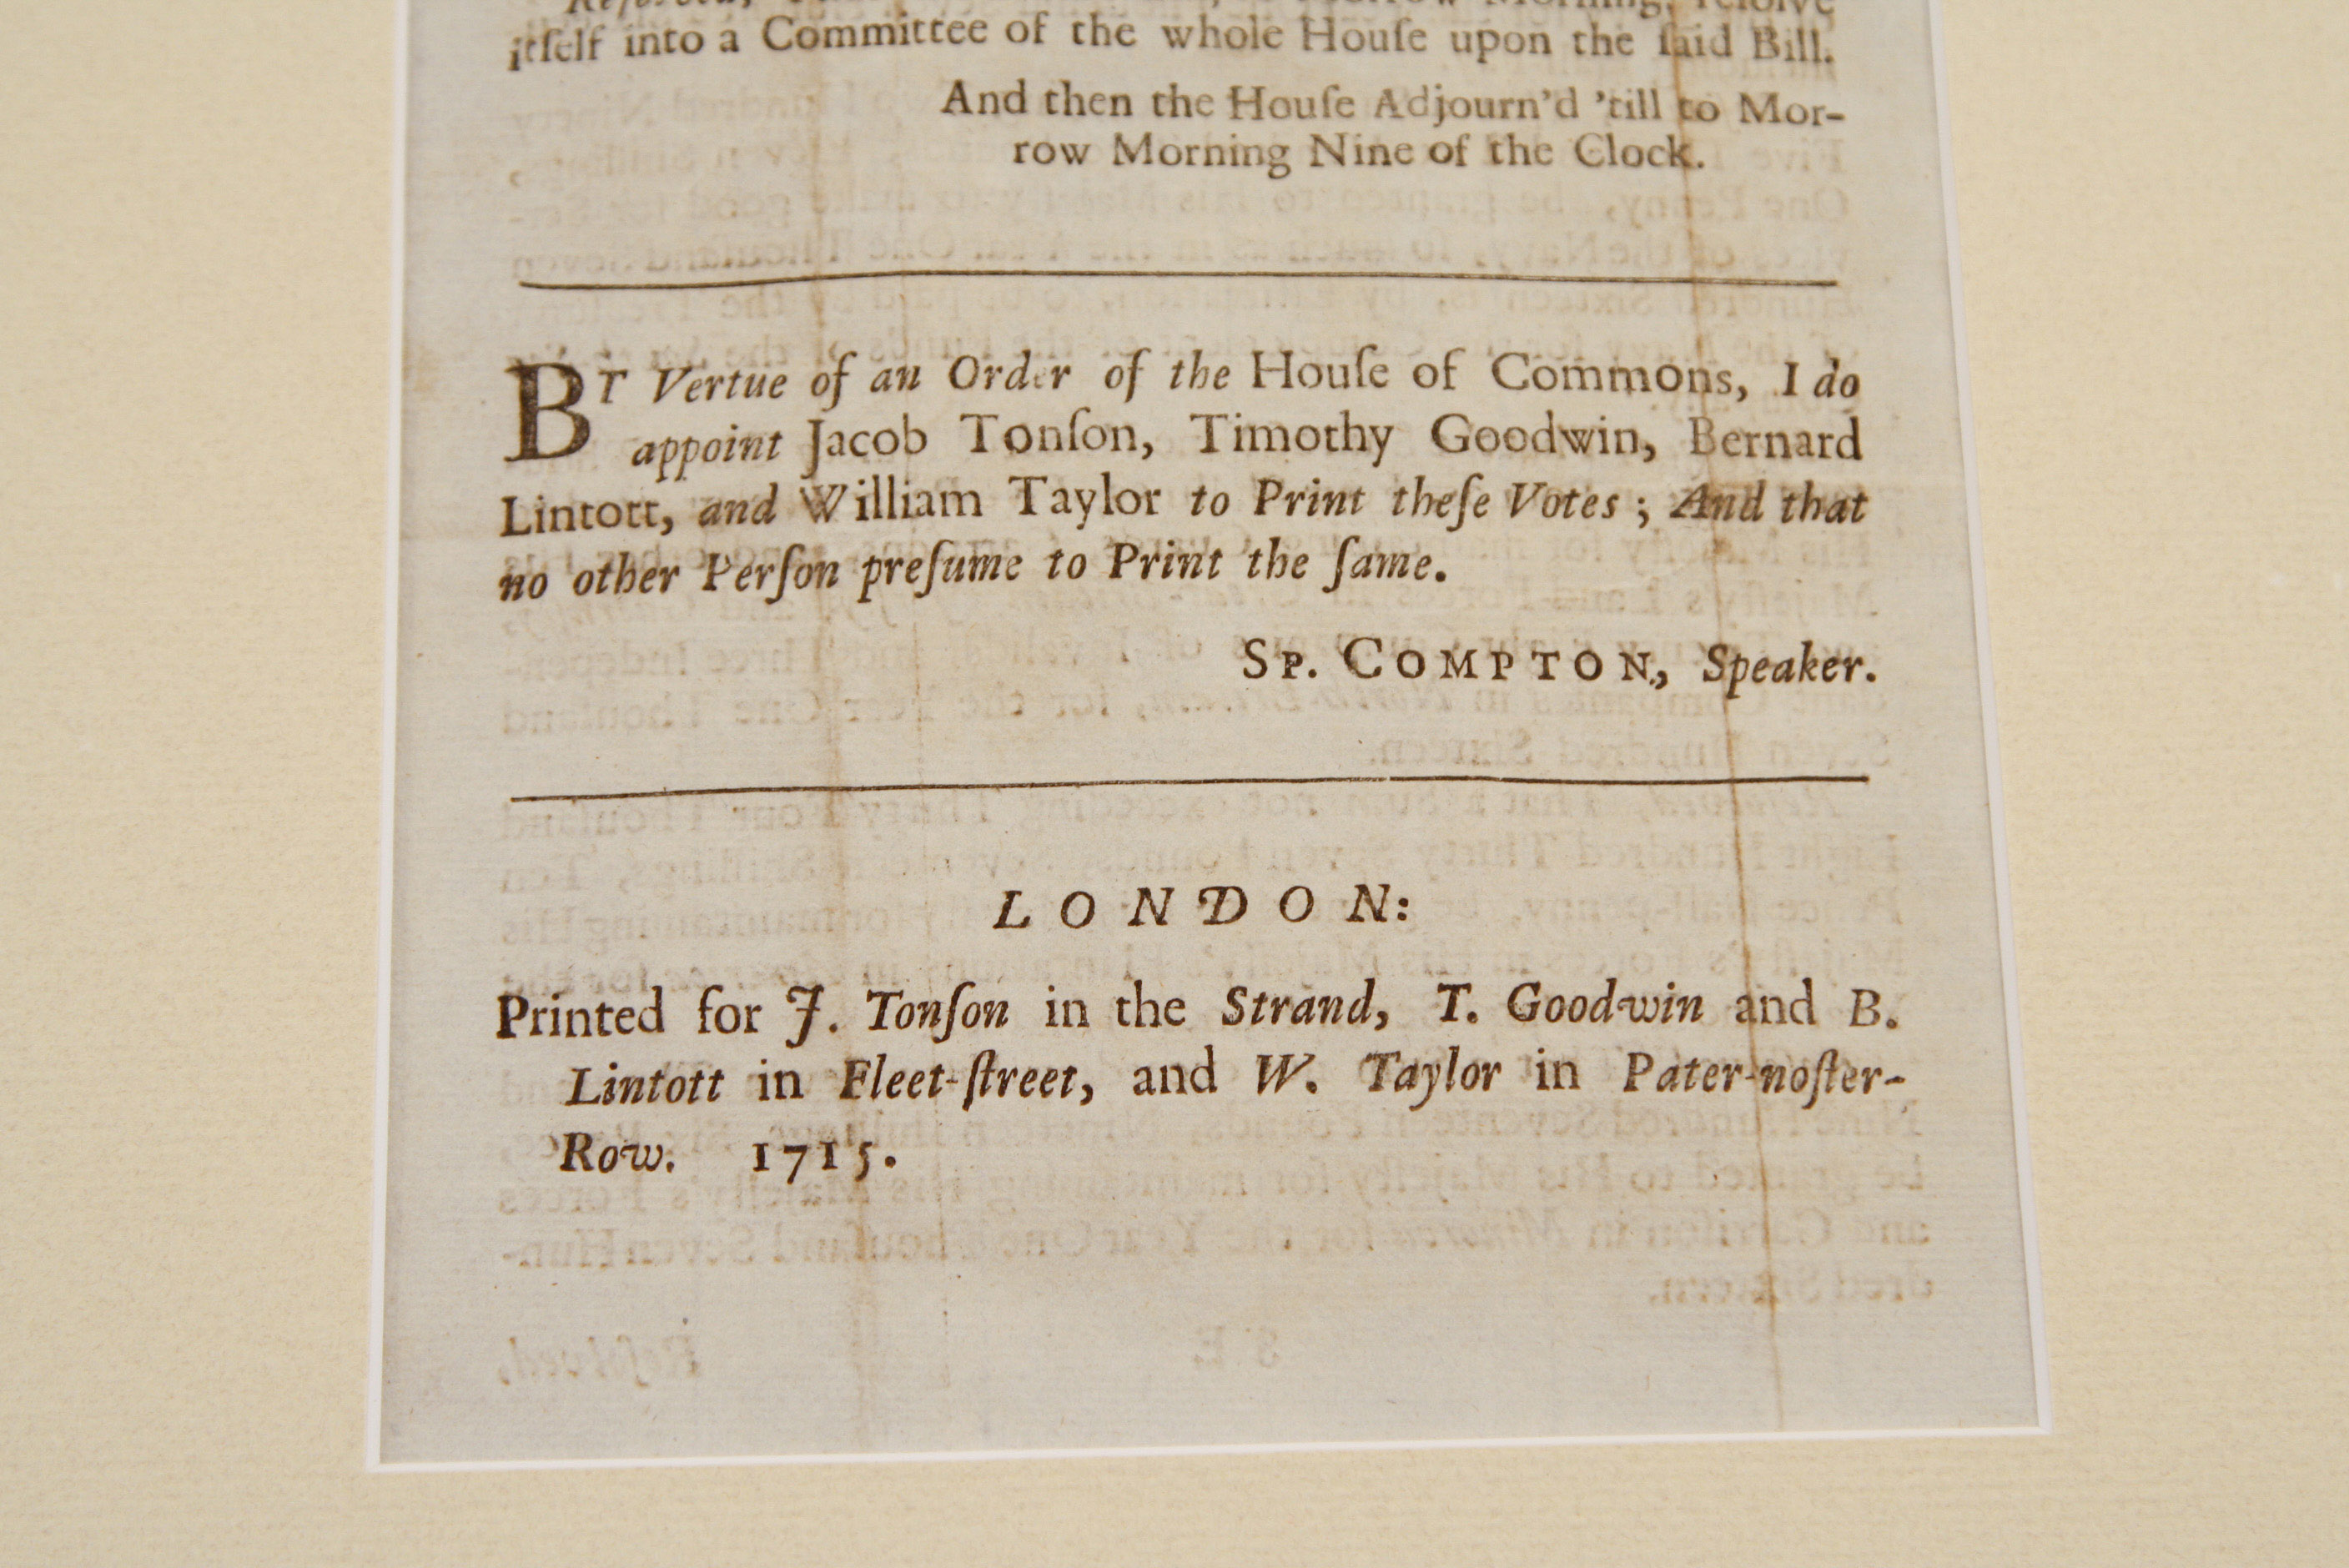 itſelf into a Committee of the whole Houſe upon the ſaid Bill.
And then the Houſe Adjourn'd 'till to Mor-
row Morning Nine of the Clock.
BY Vertue of an Order of the Houſe of Commons, I do
appoint Jacob Tonſon, Timothy Goodwin, Bernard
Lintott, and William Taylor to Print theſe Votes; And that
no other Perſon preſume to Print the ſame.
SP. COMPTON, Speaker.
LONDON:
Printed for J. Tonſon in the Strand, T. Goodwin and B.
Lintott in Fleet-ſtreet, and W. Taylor in Pater-noſter-
Row. 1715.